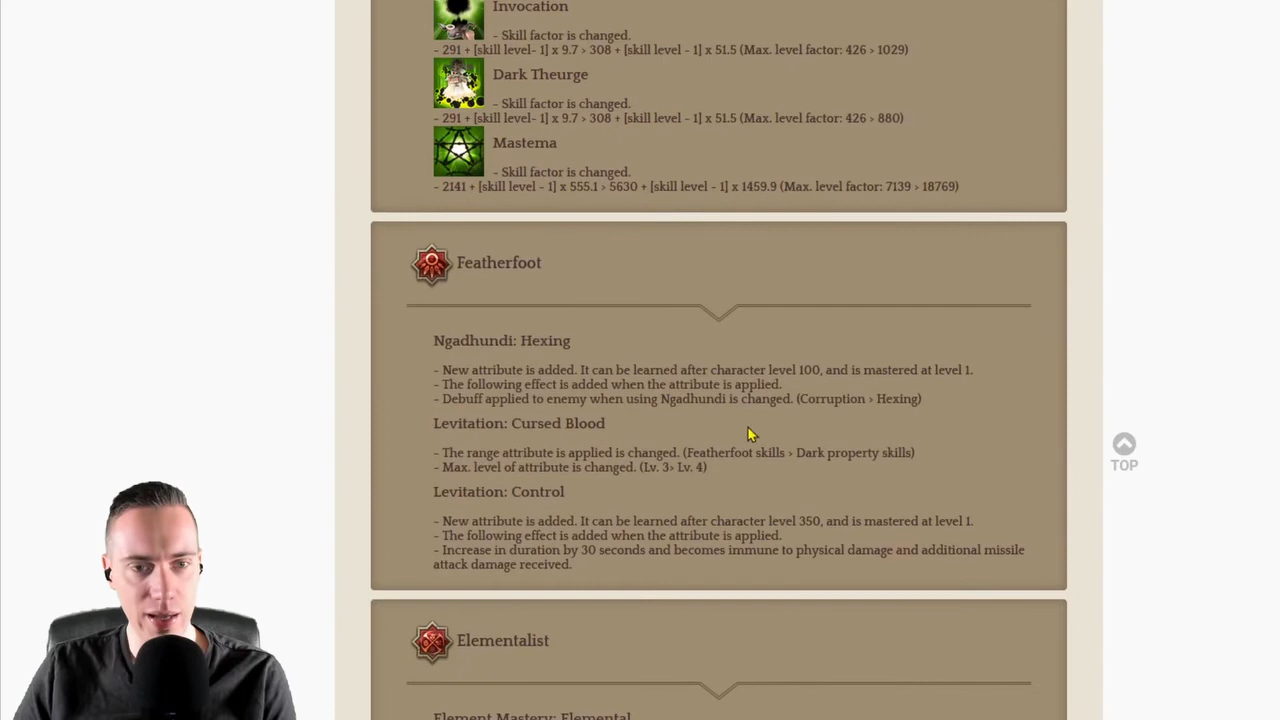 Invocation
- Skill factor is changed.
- 291 + [skill level- 1] x 9.7 > 308 + [skill level - 1] x 51.5 (Max. level factor: 426 > 1029)
Dark Theurge
- Skill factor is changed.
- 291 + [skill level- 1] x 9.7 > 308 + [skill level - 1] x 51.5 (Max. level factor: 426 > 880)
Mastema
- Skill factor is changed.
- 2141 + [skill level - 1] x 555.1 > 5630 + [skill level - 1] x 1459.9 (Max. level factor: 7139 > 18769)
Featherfoot
Ngadhundi: Hexing
- New attribute is added. It can be learned after character level 100, and is mastered at level 1.
- The following effect is added when the attribute is applied.
- Debuff applied to enemy when using Ngadhundi is changed. (Corruption > Hexing)
Levitation: Cursed Blood
- The range attribute is applied is changed. (Featherfoot skills > Dark property skills)
- Max. level of attribute is changed. (Lv. 3> Lv. 4)
Levitation: Control
- New attribute is added. It can be learned after character level 350, and is mastered at level 1.
- The following effect is added when the attribute is applied.
- Increase in duration by 30 seconds and becomes immune to physical damage and additional missile
attack damage received.
TOP
Elementalist
Element Mastery: Elemental